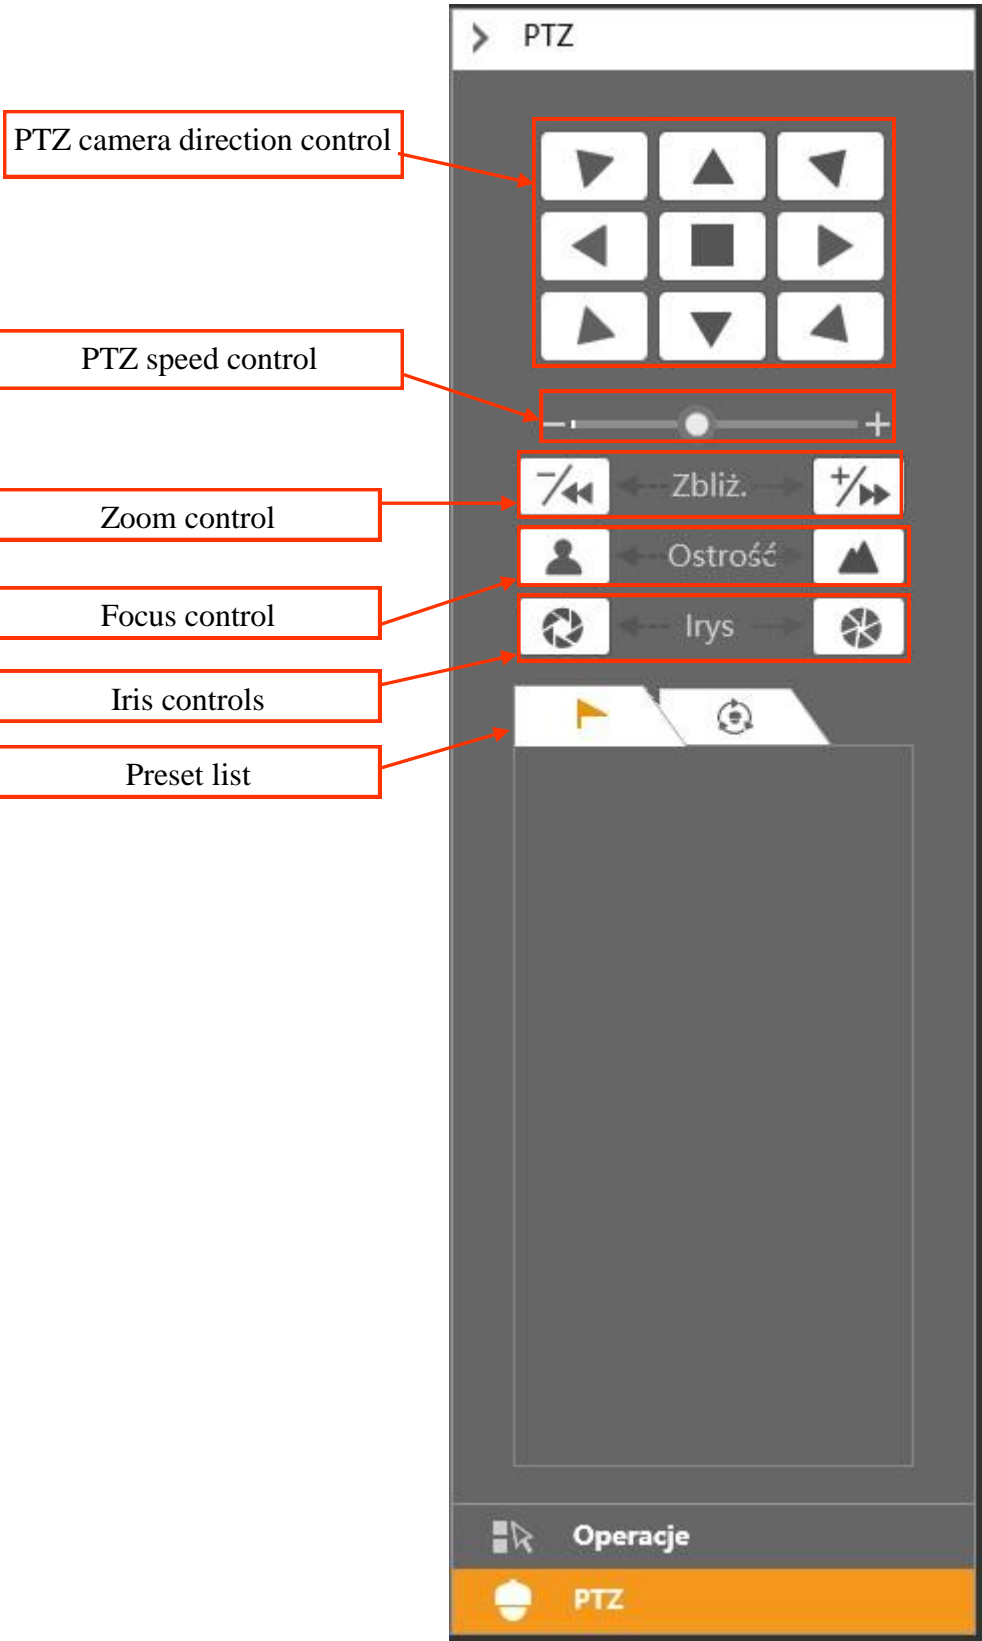 PTZ
PTZ camera direction control
PTZ speed control
Zoom control
Zbliż.
Focus control
Ostrość
Iris controls
Irys
Preset list
Operacje
PTZ